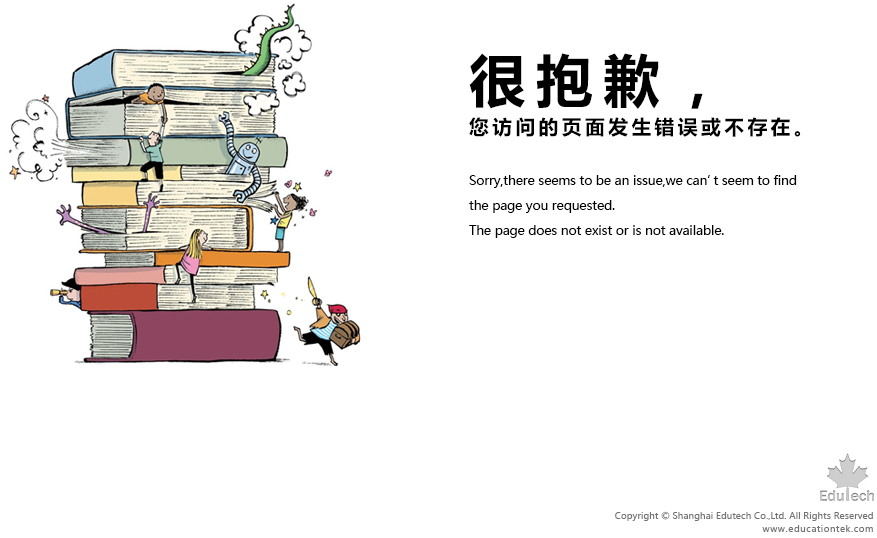 很抱歉，
您访问的页面发生错误或不存在。
Sorry,there seems to be an issue,we can’t seem to find
the page you requested.
The page does not exist or is not available.
EduTech
Copyright © Shanghai Edutech Co.,Ltd. All Rights Reserved
www.educationtek.com